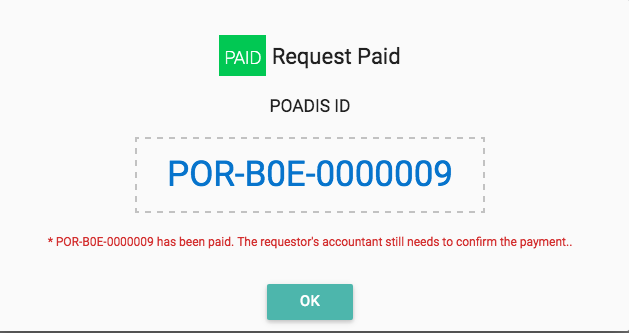 PAID Request Paid
POADIS ID
POR-B0E-0000009
* POR-B0E-0000009 has been paid. The requestor's accountant still needs to confirm the payment..
OK